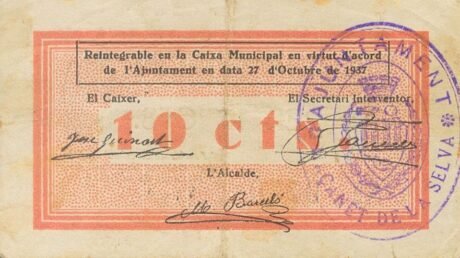 Reintegrable en la Caixa Municipal en virtut d'acord
de l'Ajuntament en data 27 d'Octubre de 1937
El Caixer,
El Secretari Interventor,
10 cts
L'Alcalde,
M. Barceló
AJUNTAMENT
CANET DE LA SELVA